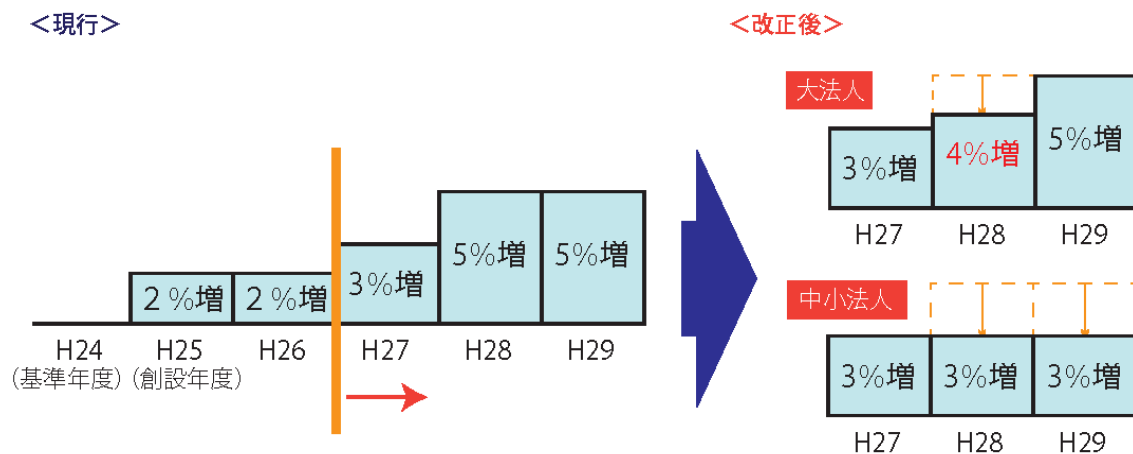 <現行>
2 %増
2 %増
3%増
5%増
5%増
H24
H25
H26
H27
H28
H29
(基準年度)
(創設年度)
<改正後>
大法人
3%増
4%増
5%増
H27
H28
H29
中小法人
3%増
3%増
3%増
H27
H28
H29